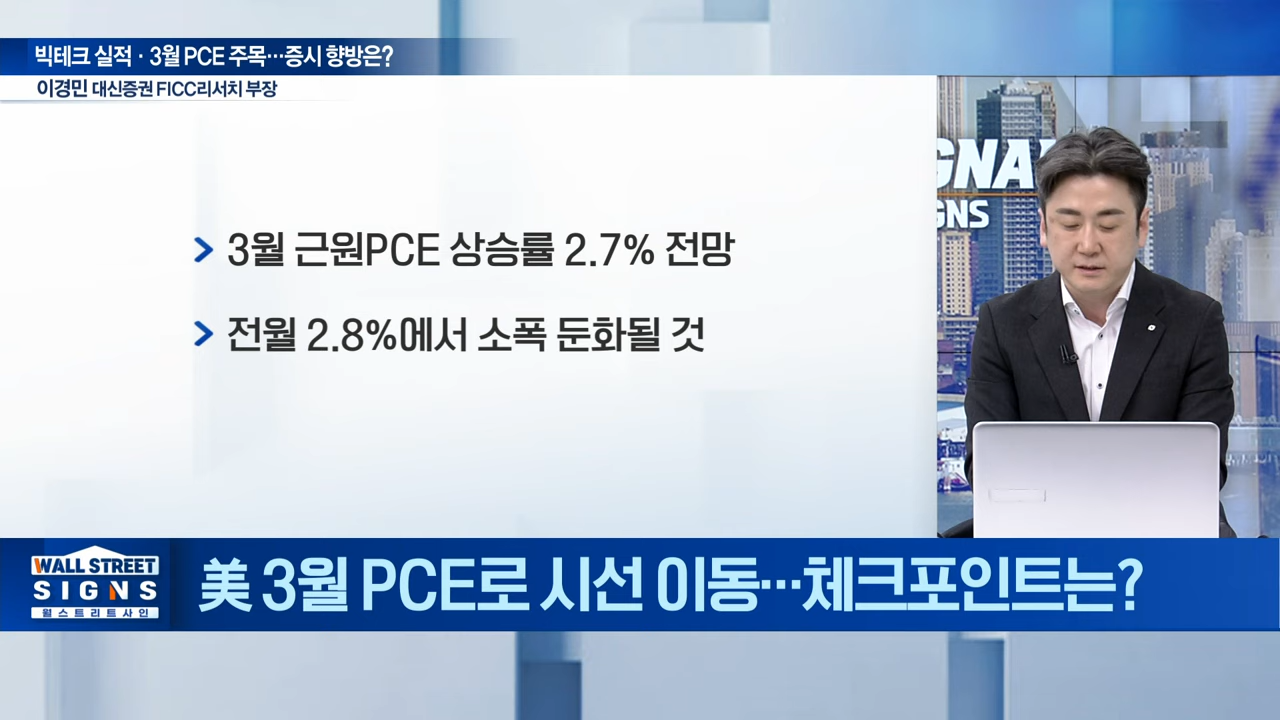 빅테크 실적 · 3월 PCE 주목…증시 향방은?
이경민 대신증권 FICC리서치 부장
GNA
GNS
3월 근원PCE 상승률 2.7% 전망
전월 2.8%에서 소폭 둔화될 것
WALL STREET
SIGNS
월스트리트사인
美 3월 PCE로 시선 이동…체크포인트는?